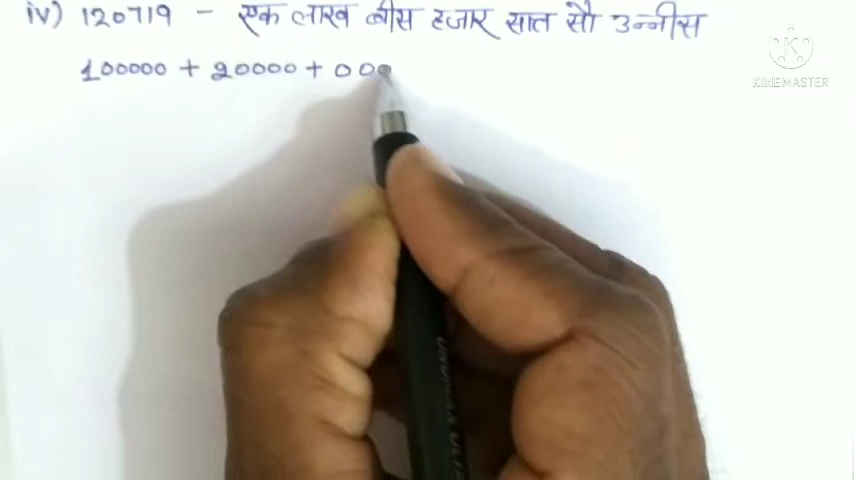 iv) 120719 - एक लाख बीस हजार सात सौ उन्नीस
100000 + 20000 + 000
KINEMASTER